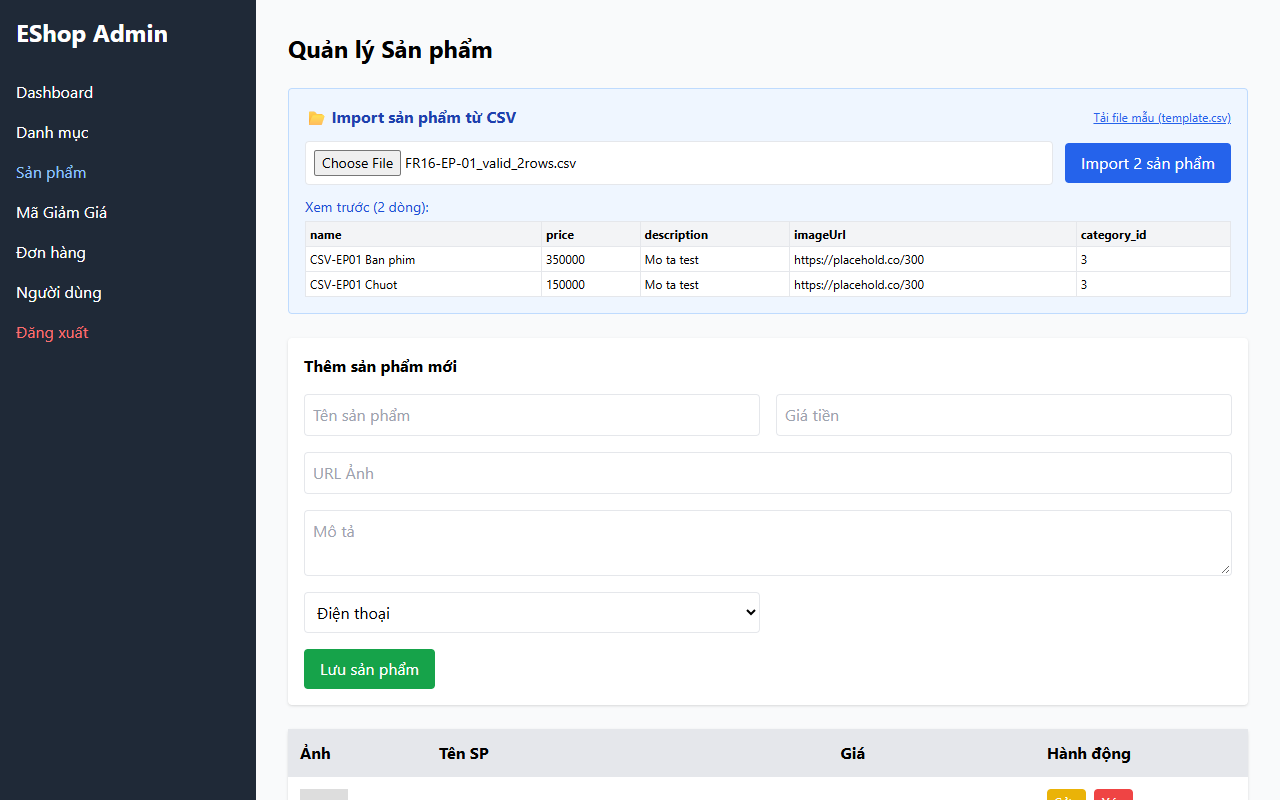 EShop Admin
Dashboard
Danh mục
Sản phẩm
Mã Giảm Giá
Đơn hàng
Người dùng
Đăng xuất
Quản lý Sản phẩm
Import sản phẩm từ CSV
Tải file mẫu (template.csv)
Choose File FR16-EP-01_valid_2rows.csv
Import 2 sản phẩm
Xem trước (2 dòng):
name price description imageUrl category_id
CSV-EP01 Ban phim 350000 Mo ta test https://placehold.co/300 3
CSV-EP01 Chuot 150000 Mo ta test https://placehold.co/300 3
Thêm sản phẩm mới
Tên sản phẩm
Giá tiền
URL Ảnh
Mô tả
Điện thoại
Lưu sản phẩm
Ảnh Tên SP Giá Hành động